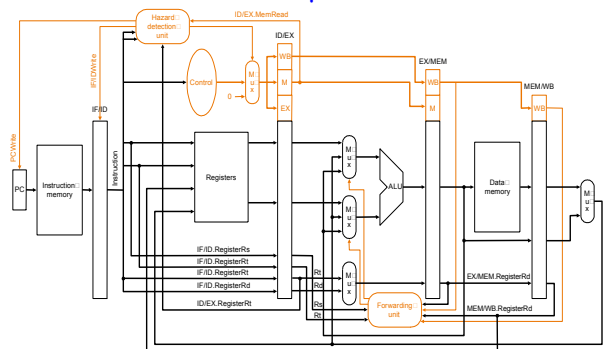 Hazard
detection
unit
ID/EX.MemRead
ID/EX
IF/IDWrite
PCWrite
Control
0
M
u
x
WB
M
EX
EX/MEM
WB
M
MEM/WB
WB
IF/ID
PC
Instruction
memory
Instruction
Registers
M
u
x
M
u
x
ALU
Data
memory
M
u
x
IF/ID.RegisterRs
IF/ID.RegisterRt
IF/ID.RegisterRt
IF/ID.RegisterRd
ID/EX.RegisterRt
Rt
Rd
Rs
Rt
M
u
x
EX/MEM.RegisterRd
Forwarding
unit
MEM/WB.RegisterRd